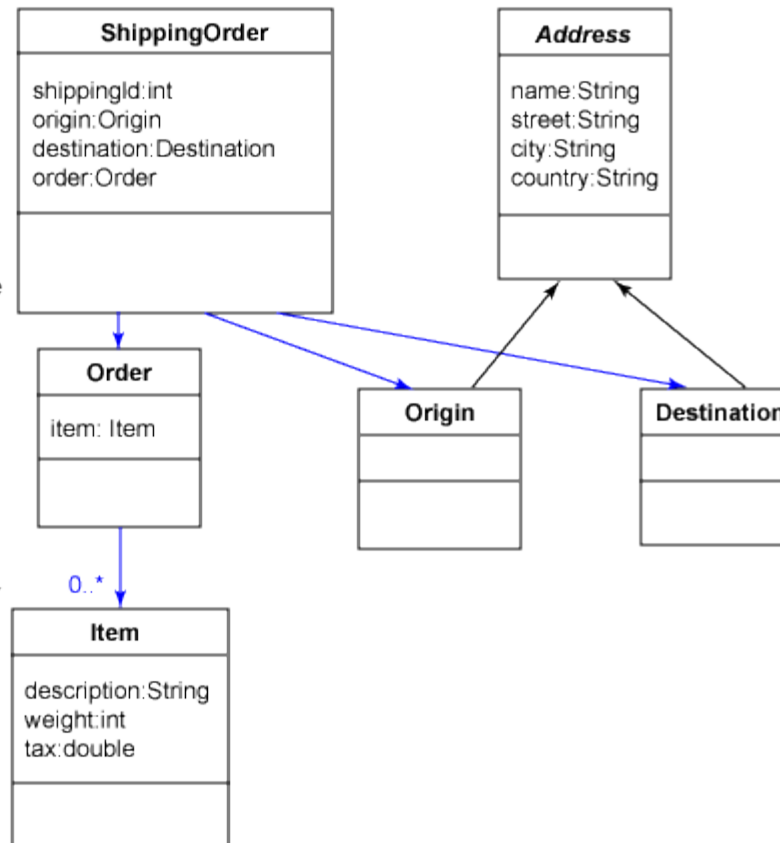 ShippingOrder
shippingId:int
origin:Origin
destination:Destination
order:Order
Address
name:String
street:String
city:String
country:String
Order
item: Item
Origin
Destination
0..*
Item
description:String
weight:int
tax:double